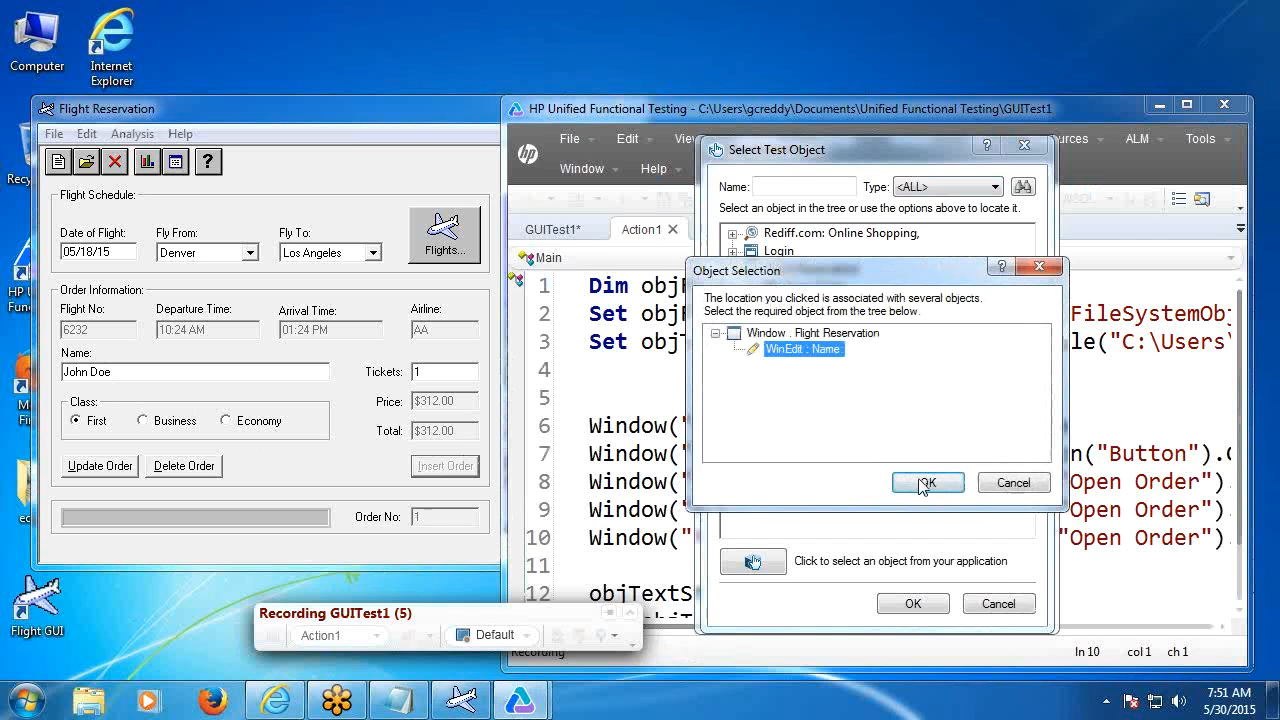 Computer
Internet
Explorer
Flight Reservation
File Edit Analysis Help
?
Flight Schedule:
Date of Flight: Fly From: Fly To:
05/18/15 Denver Los Angeles
Flights...
Order Information:
Flight No: Departure Time: Arrival Time: Airline:
6232 10:24 AM 01:24 PM AA
Name:
John Doe
Tickets: 1
Class:
First Business Economy
Price: $312.00
Total: $312.00
Update Order Delete Order Insert Order
Order No: 1
Flight GUI
HP Unified Functional Testing - C:\Users\gcreddy\Documents\Unified Functional Testing\GUITest1
hp
File Edit ALM Tools
Window Help
GUITest1* Action1
Main
1 Dim
2 Set FileSystemObj
3 Set le("C:\Users\
4
5
6 Window("
7 Window(" n("Button").
8 Window(" "Open Order").
9 Window(" "Open Order").
10 Window(" "Open Order").
11
12 objTextS
Recording
ln 10 col 1 ch 1
Select Test Object
?
Name: Type: <ALL>
Select an object in the tree or use the options above to locate it.
Rediff.com: Online Shopping,
Login
Object Selection
?
The location you clicked is associated with several objects.
Select the required object from the tree below.
Window : Flight Reservation
WinEdit : Name
OK Cancel
Click to select an object from your application
OK Cancel
Recording GUITest1 (5)
Action1 Default
7:51 AM
5/30/2015